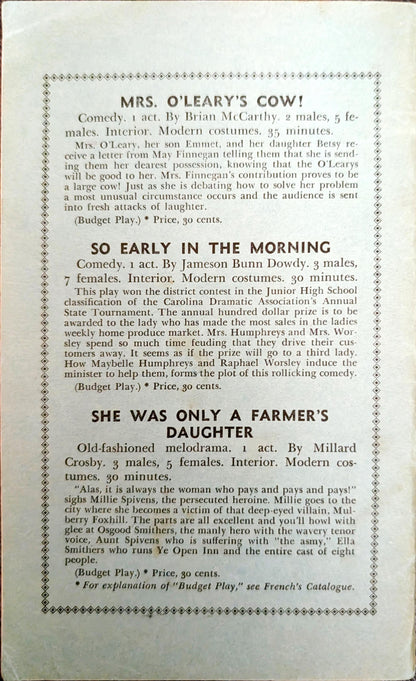 MRS. O'LEARY'S COW!
Comedy. 1 act. By Brian McCarthy. 2 males, 5 fe-
males. Interior. Modern costumes. 35 minutes.
Mrs. O'Leary, her son Emmet, and her daughter Betsy re-
ceive a letter from May Finnegan telling them that she is send-
ing them her dearest possession, knowing that the O'Learys
will be good to her. Mrs. Finnegan's contribution proves to be
a large cow! Just as she is debating how to solve her problem
a most unusual circumstance occurs and the audience is sent
into fresh attacks of laughter.
(Budget Play.) * Price, 30 cents.
SO EARLY IN THE MORNING
Comedy. 1 act. By Jameson Bunn Dowdy. 3 males,
7 females. Interior. Modern costumes. 30 minutes.
This play won the district contest in the Junior High School
classification of the Carolina Dramatic Association's Annual
State Tournament. The annual hundred dollar prize is to be
awarded to the lady who has made the most sales in the ladies
weekly home produce market. Mrs. Humphreys and Mrs. Wor-
sley spend so much time feuding that they drive their cus-
tomers away. It seems as if the prize will go to a third lady.
How Maybelle Humphreys and Raphael Worsley induce the
minister to help them, forms the plot of this rollicking comedy.
(Budget Play.) * Price, 30 cents.
SHE WAS ONLY A FARMER'S
DAUGHTER
Old-fashioned melodrama. 1 act. By Millard
Crosby. 3 males, 5 females. Interior. Modern cos-
tumes. 30 minutes.
"Alas, it is always the woman who pays and pays and pays!"
sighs Millie Spivens, the persecuted heroine. Millie goes to the
city where she becomes a victim of that deep-eyed villain, Mul-
berry Foxhill. The parts are all excellent and you'll howl with
glee at Osgood Smithers, the manly hero with the wavery tenor
voice, Aunt Spivens who is suffering with "the asmy," Ella
Smithers who runs Ye Open Inn and the entire cast of eight
people.
(Budget Play.) * Price, 30 cents.
* For explanation of "Budget Play," see French's Catalogue.